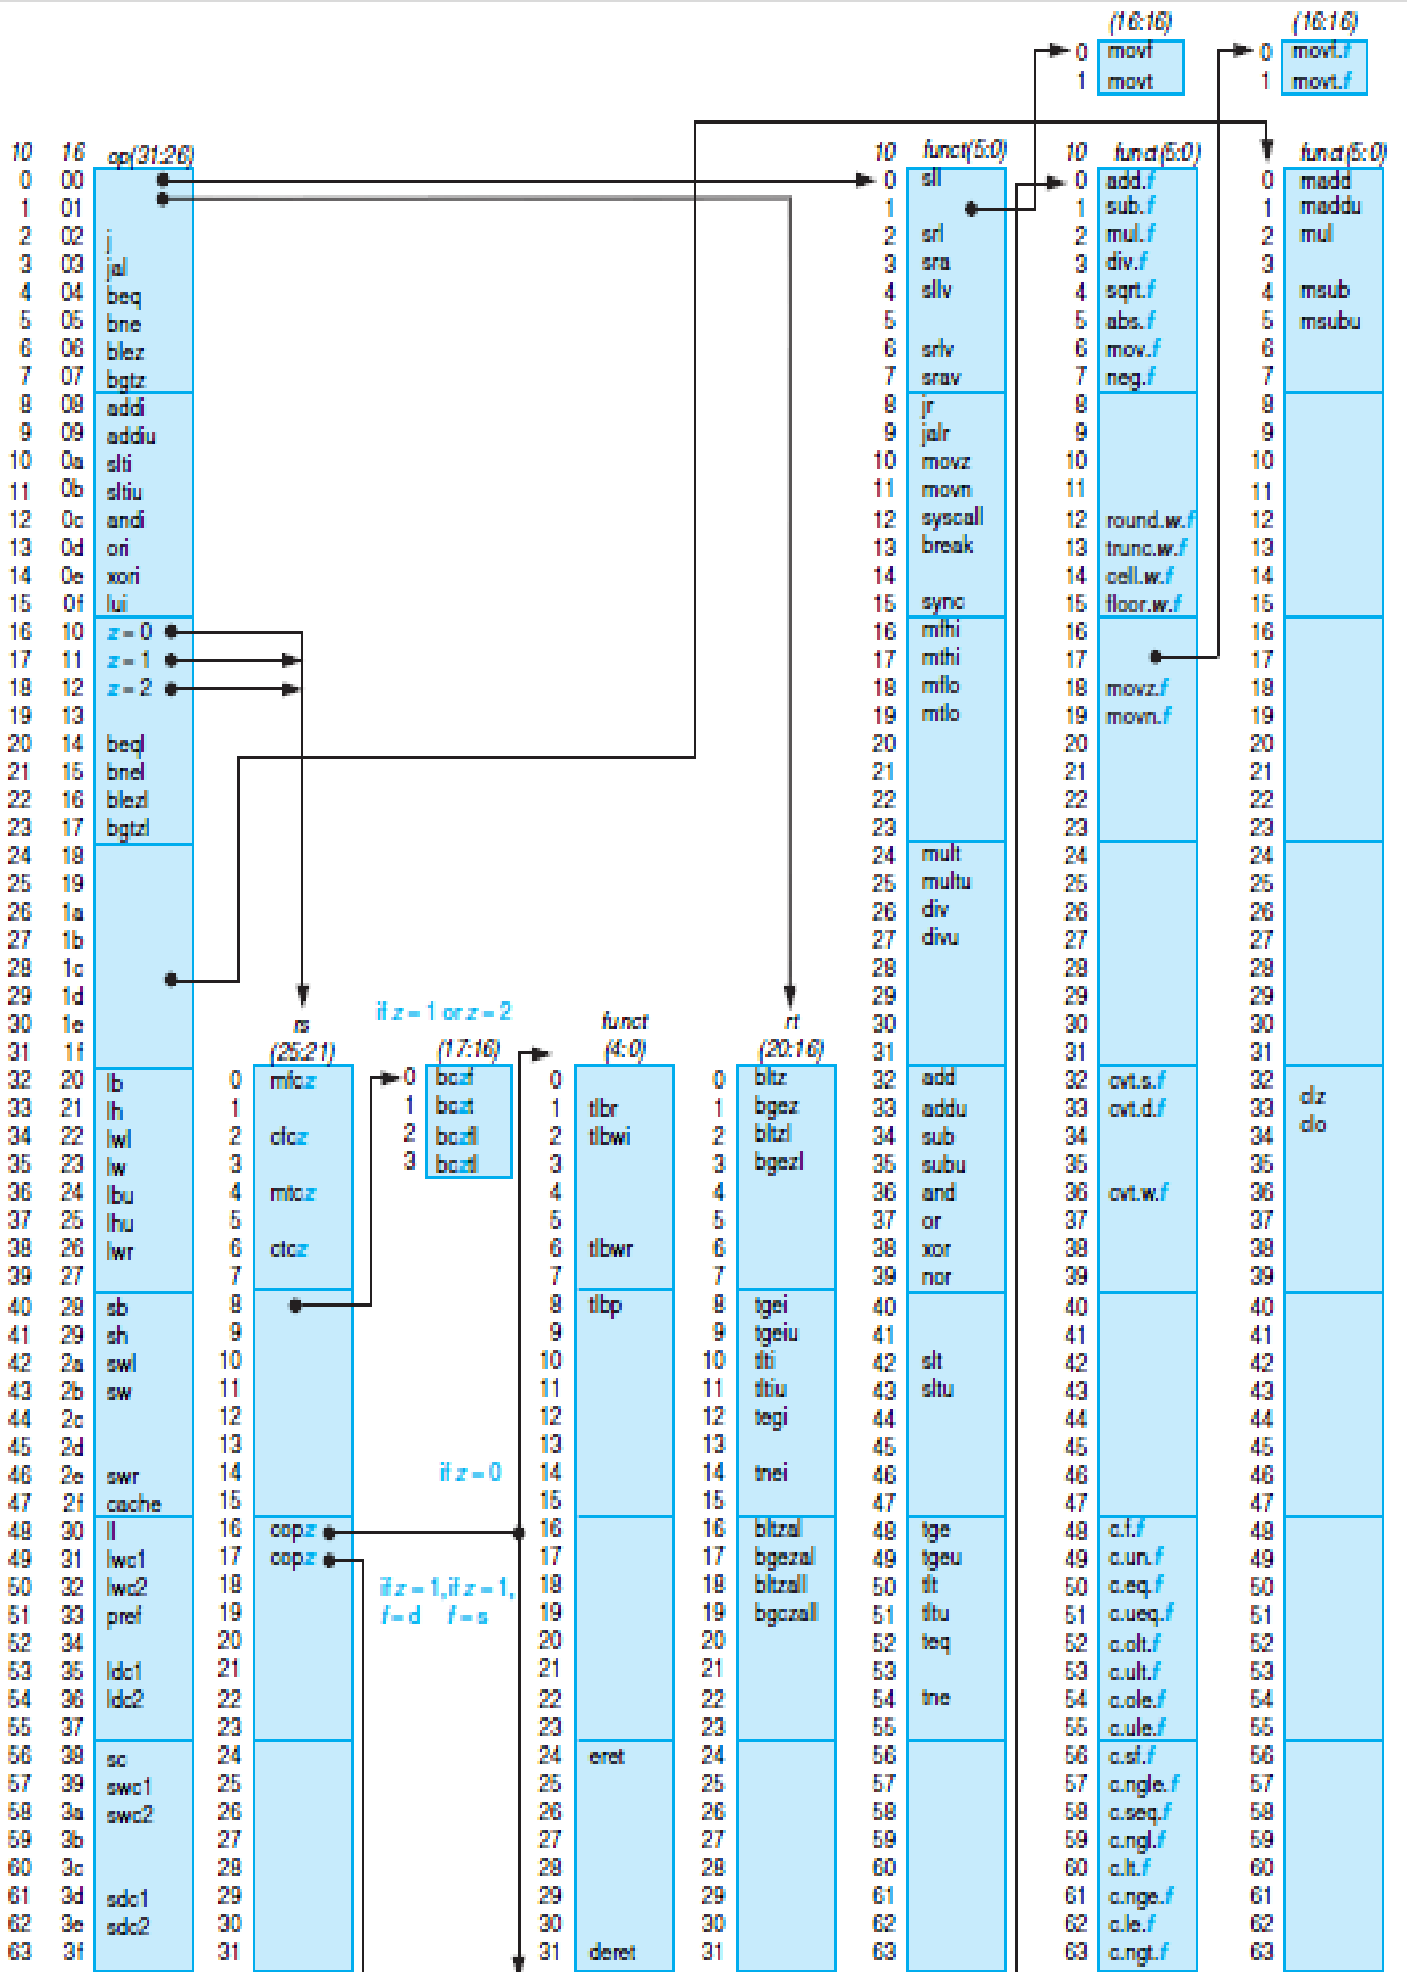 (16:16) (16:16)
0 movf 0 movf.f
1 movt 1 movt.f
10 16 op(31:26) 10 funct(5:0) 10 funct(5:0) funct(5:0)
0 00 0 sll 0 add.f 0 madd
1 01 1 1 sub.f 1 maddu
2 02 j 2 srl 2 mul.f 2 mul
3 03 jal 3 sra 3 div.f 3
4 04 beq 4 sllv 4 sqrt.f 4 msub
5 05 bne 5 5 abs.f 5 msubu
6 06 blez 6 srlv 6 mov.f 6
7 07 bgtz 7 srav 7 neg.f 7
8 08 addi 8 jr 8 8
9 09 addiu 9 jalr 9 9
10 0a slti 10 movz 10 10
11 0b sltiu 11 movn 11 11
12 0c andi 12 syscall 12 round.w.f 12
13 0d ori 13 break 13 trunc.w.f 13
14 0e xori 14 14 cell.w.f 14
15 0f lui 15 sync 15 floor.w.f 15
16 10 z = 0 16 mfhi 16 16
17 11 z = 1 17 mthi 17 17
18 12 z = 2 18 mflo 18 movz.f 18
19 13 19 mtlo 19 movn.f 19
20 14 beql 20 20 20
21 15 bnel 21 21 21
22 16 blezl 22 22 22
23 17 bgtzl 23 23 23
24 18 24 mult 24 24
25 19 25 multu 25 25
26 1a 26 div 26 26
27 1b 27 divu 27 27
28 1c 28 28 28
29 1d 29 29 29
if z = 1 or z = 2
30 1e rs funct rt 30 30 30
31 1f (25:21) (17:16) (4:0) (20:16) 31 31 31
32 20 lb 0 mfcz 0 bczf 0 0 bltz 32 add 32 cvt.s.f 32 clz
33 21 lh 1 1 bczt 1 tlbr 1 bgez 33 addu 33 cvt.d.f 33 clo
34 22 lwl 2 cfcz 2 bczfl 2 tlbwi 2 bltzl 34 sub 34 34
35 23 lw 3 3 bcztl 3 3 bgezl 35 subu 35 35
36 24 lbu 4 mtcz 4 4 36 and 36 cvt.w.f 36
37 25 lhu 5 5 5 37 or 37 37
38 26 lwr 6 ctcz 6 tlbwr 6 38 xor 38 38
39 27 7 7 7 39 nor 39 39
40 28 sb 8 8 tlbp 8 tgei 40 40 40
41 29 sh 9 9 9 tgeiu 41 41 41
42 2a swl 10 10 10 tlti 42 slt 42 42
43 2b sw 11 11 11 tltiu 43 sltu 43 43
44 2c 12 12 12 tegi 44 44 44
45 2d 13 13 13 45 45 45
46 2e swr 14 if z = 0 14 14 tnei 46 46 46
47 2f cache 15 15 15 47 47 47
48 30 ll 16 copz 16 16 bltzal 48 tge 48 c.f.f 48
49 31 lwc1 17 copz 17 17 bgezal 49 tgeu 49 c.un.f 49
50 32 lwc2 18 if z = 1, if z = 1, 18 18 bltzall 50 tlt 50 c.eq.f 50
51 33 pref 19 f = d f = s 19 19 bgczall 51 tltu 51 c.ueq.f 51
52 34 20 20 20 52 teq 52 c.olt.f 52
53 35 ldc1 21 21 21 53 53 c.ult.f 53
54 36 ldc2 22 22 22 54 tne 54 c.ole.f 54
55 37 23 23 23 55 55 c.ule.f 55
56 38 sc 24 24 eret 24 56 56 c.sf.f 56
57 39 swc1 25 25 25 57 57 c.ngle.f 57
58 3a swc2 26 26 26 58 58 c.seq.f 58
59 3b 27 27 27 59 59 c.ngl.f 59
60 3c 28 28 28 60 60 c.lt.f 60
61 3d sdc1 29 29 29 61 61 c.nge.f 61
62 3e sdc2 30 30 30 62 62 c.le.f 62
63 3f 31 31 deret 31 63 63 c.ngt.f 63